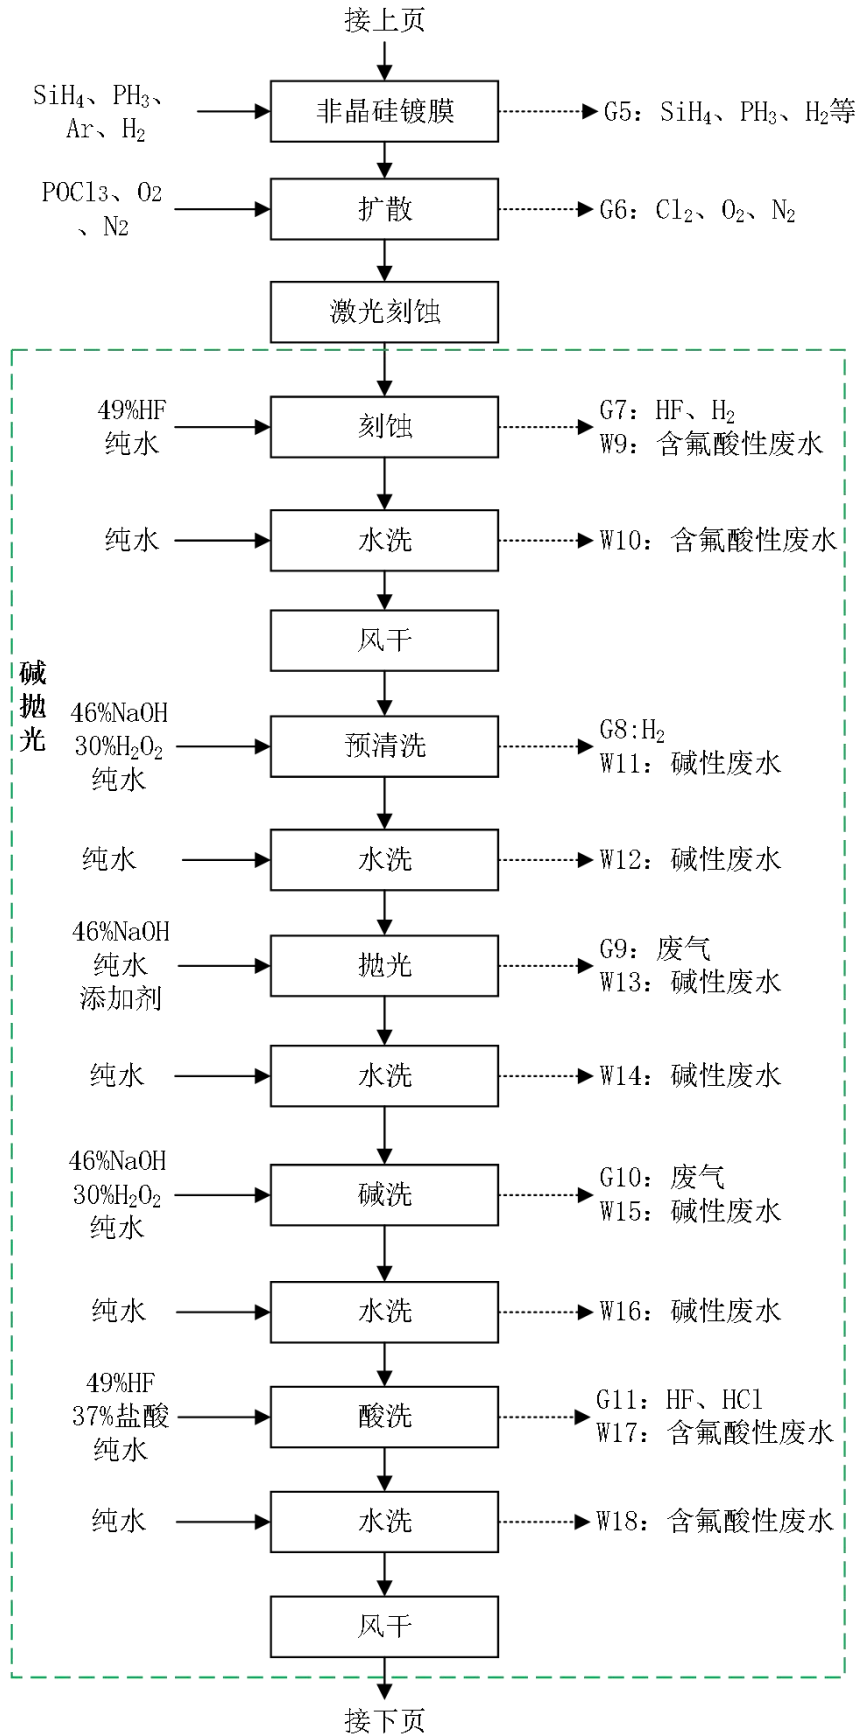 接上页
SiH₄、PH₃、
Ar、H₂
非晶硅镀膜
G5：SiH₄、PH₃、H₂等
POCl3、O2
、N2
扩散
G6：Cl₂、O₂、N₂
激光刻蚀
碱抛光
49%HF
纯水
刻蚀
G7：HF、H₂
W9：含氟酸性废水
纯水
水洗
W10：含氟酸性废水
风干
46%NaOH
30%H₂O₂
纯水
预清洗
G8:H₂
W11：碱性废水
纯水
水洗
W12：碱性废水
46%NaOH
纯水
添加剂
抛光
G9：废气
W13：碱性废水
纯水
水洗
W14：碱性废水
46%NaOH
30%H₂O₂
纯水
碱洗
G10：废气
W15：碱性废水
纯水
水洗
W16：碱性废水
49%HF
37%盐酸
纯水
酸洗
G11：HF、HCl
W17：含氟酸性废水
纯水
水洗
W18：含氟酸性废水
风干
接下页